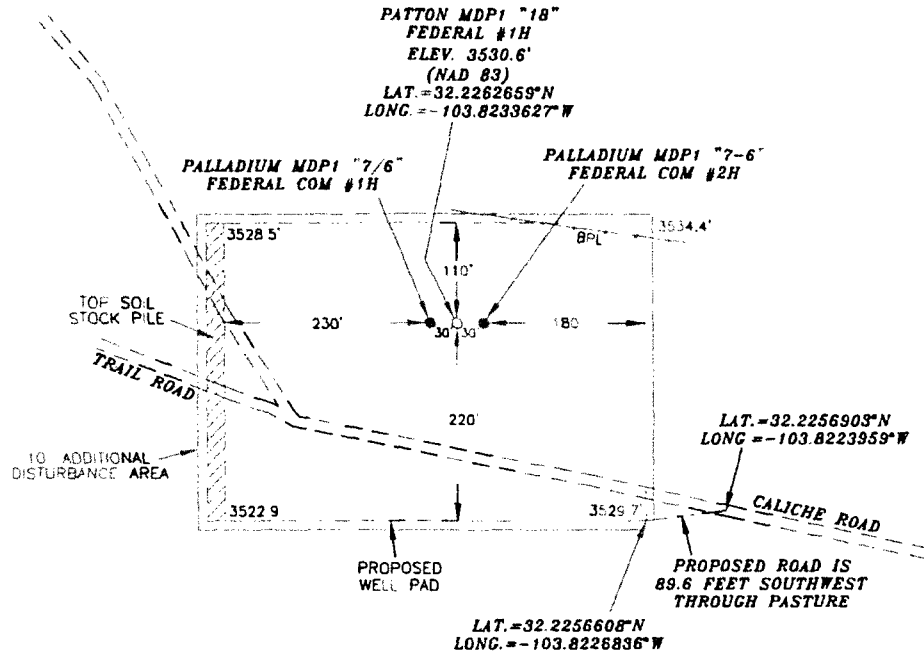 PATTON MDP1 "18"
FEDERAL #1H
ELEV. 3530.6'
(NAD 83)
LAT.=32.2262659°N
LONG.=-103.8233627°W
PALLADIUM MDP1 "7/6"
FEDERAL COM #1H
PALLADIUM MDP1 "7-6"
FEDERAL COM #2H
3528.5'
3534.4'
BPL
110'
TOP SOIL
STOCK PILE
230'
30'
30'
180
TRAIL ROAD
220'
LAT.=32.2256903°N
LONG =-103.8223959°W
10 ADDITIONAL
DISTURBANCE AREA
3522.9
3529.7'
CALICHE ROAD
PROPOSED
WELL PAD
PROPOSED ROAD IS
89.6 FEET SOUTHWEST
THROUGH PASTURE
LAT.=32.2256608°N
LONG.=-103.8226836°W